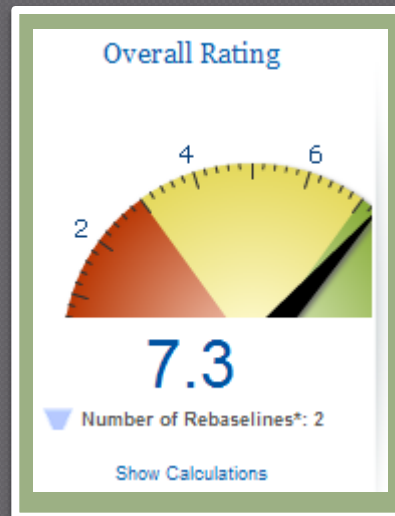 Overall Rating
4
6
2
7.3
Number of Rebaselines*: 2
Show Calculations